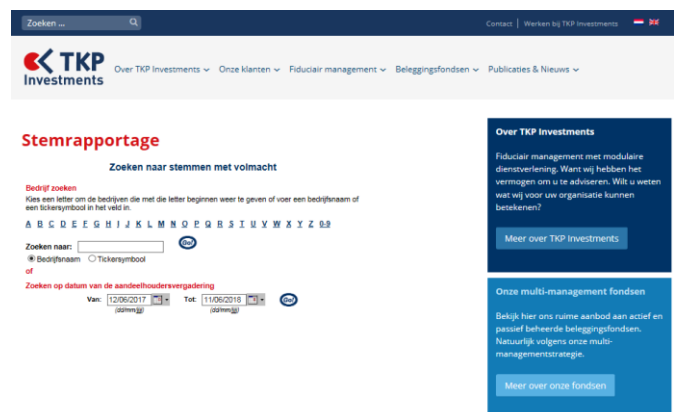 Zoeken ...
Contact | Werken bij TKP Investments
TKP
Investments
Over TKP Investments
Onze klanten
Fiduciair management
Beleggingsfondsen
Publicaties & Nieuws
Stemrapportage
Zoeken naar stemmen met volmacht
Bedrijf zoeken
Kies een letter om de bedrijven die met die letter beginnen weer te geven of voer een bedrijfsnaam of
een tickersymbool in het veld in.
A B C D E F G H I J K L M N O P Q R S T U V W X Y Z 0-9
Zoeken naar:
Go!
Bedrijfsnaam
Tickersymbool
of
Zoeken op datum van de aandeelhoudersvergadering
Van: 12/06/2017 Tot: 11/06/2018 Go!
(dd/mm/jjjj) (dd/mm/jjjj)
Over TKP Investments
Fiduciair management met modulaire
dienstverlening. Want wij hebben het
vermogen om u te adviseren. Wilt u weten
wat wij voor uw organisatie kunnen
betekenen?
Meer over TKP Investments
Onze multi-management fondsen
Bekijk hier ons ruime aanbod aan actief en
passief beheerde beleggingsfondsen.
Natuurlijk volgens onze multi-
managementstrategie.
Meer over onze fondsen